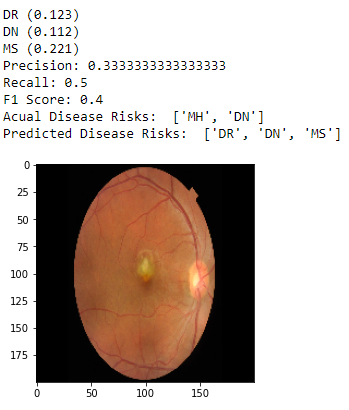 DR (0.123)
DN (0.112)
MS (0.221)
Precision: 0.3333333333333333
Recall: 0.5
F1 Score: 0.4
Acual Disease Risks:  ['MH', 'DN']
Predicted Disease Risks:  ['DR', 'DN', 'MS']
0
25
50
75
100
125
150
175
0 50 100 150